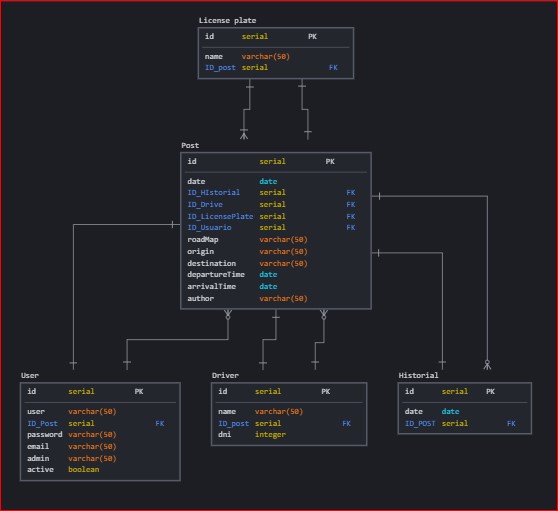 License plate
id serial PK
name varchar(50)
ID_post serial FK
Post
id serial PK
date date
ID_HIstorial serial FK
ID_Drive serial FK
ID_LicensePlate serial FK
ID_Usuario serial FK
roadMap varchar(50)
origin varchar(50)
destination varchar(50)
departureTime date
arrivalTime date
author varchar(50)
User
id serial PK
user varchar(50)
ID_Post serial FK
password varchar(50)
email varchar(50)
admin varchar(50)
active boolean
Driver
id serial PK
name varchar(50)
ID_post serial FK
dni integer
Historial
id serial PK
date date
ID_POST serial FK